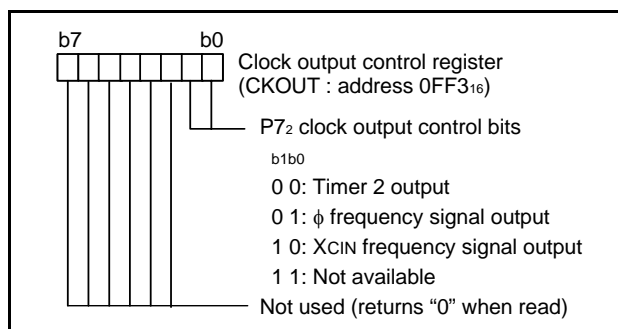 b7 b0
Clock output control register
(CKOUT : address 0FF3₁₆)
P7₂ clock output control bits
b1b0
0 0: Timer 2 output
0 1: ϕ frequency signal output
1 0: XCIN frequency signal output
1 1: Not available
Not used (returns “0” when read)